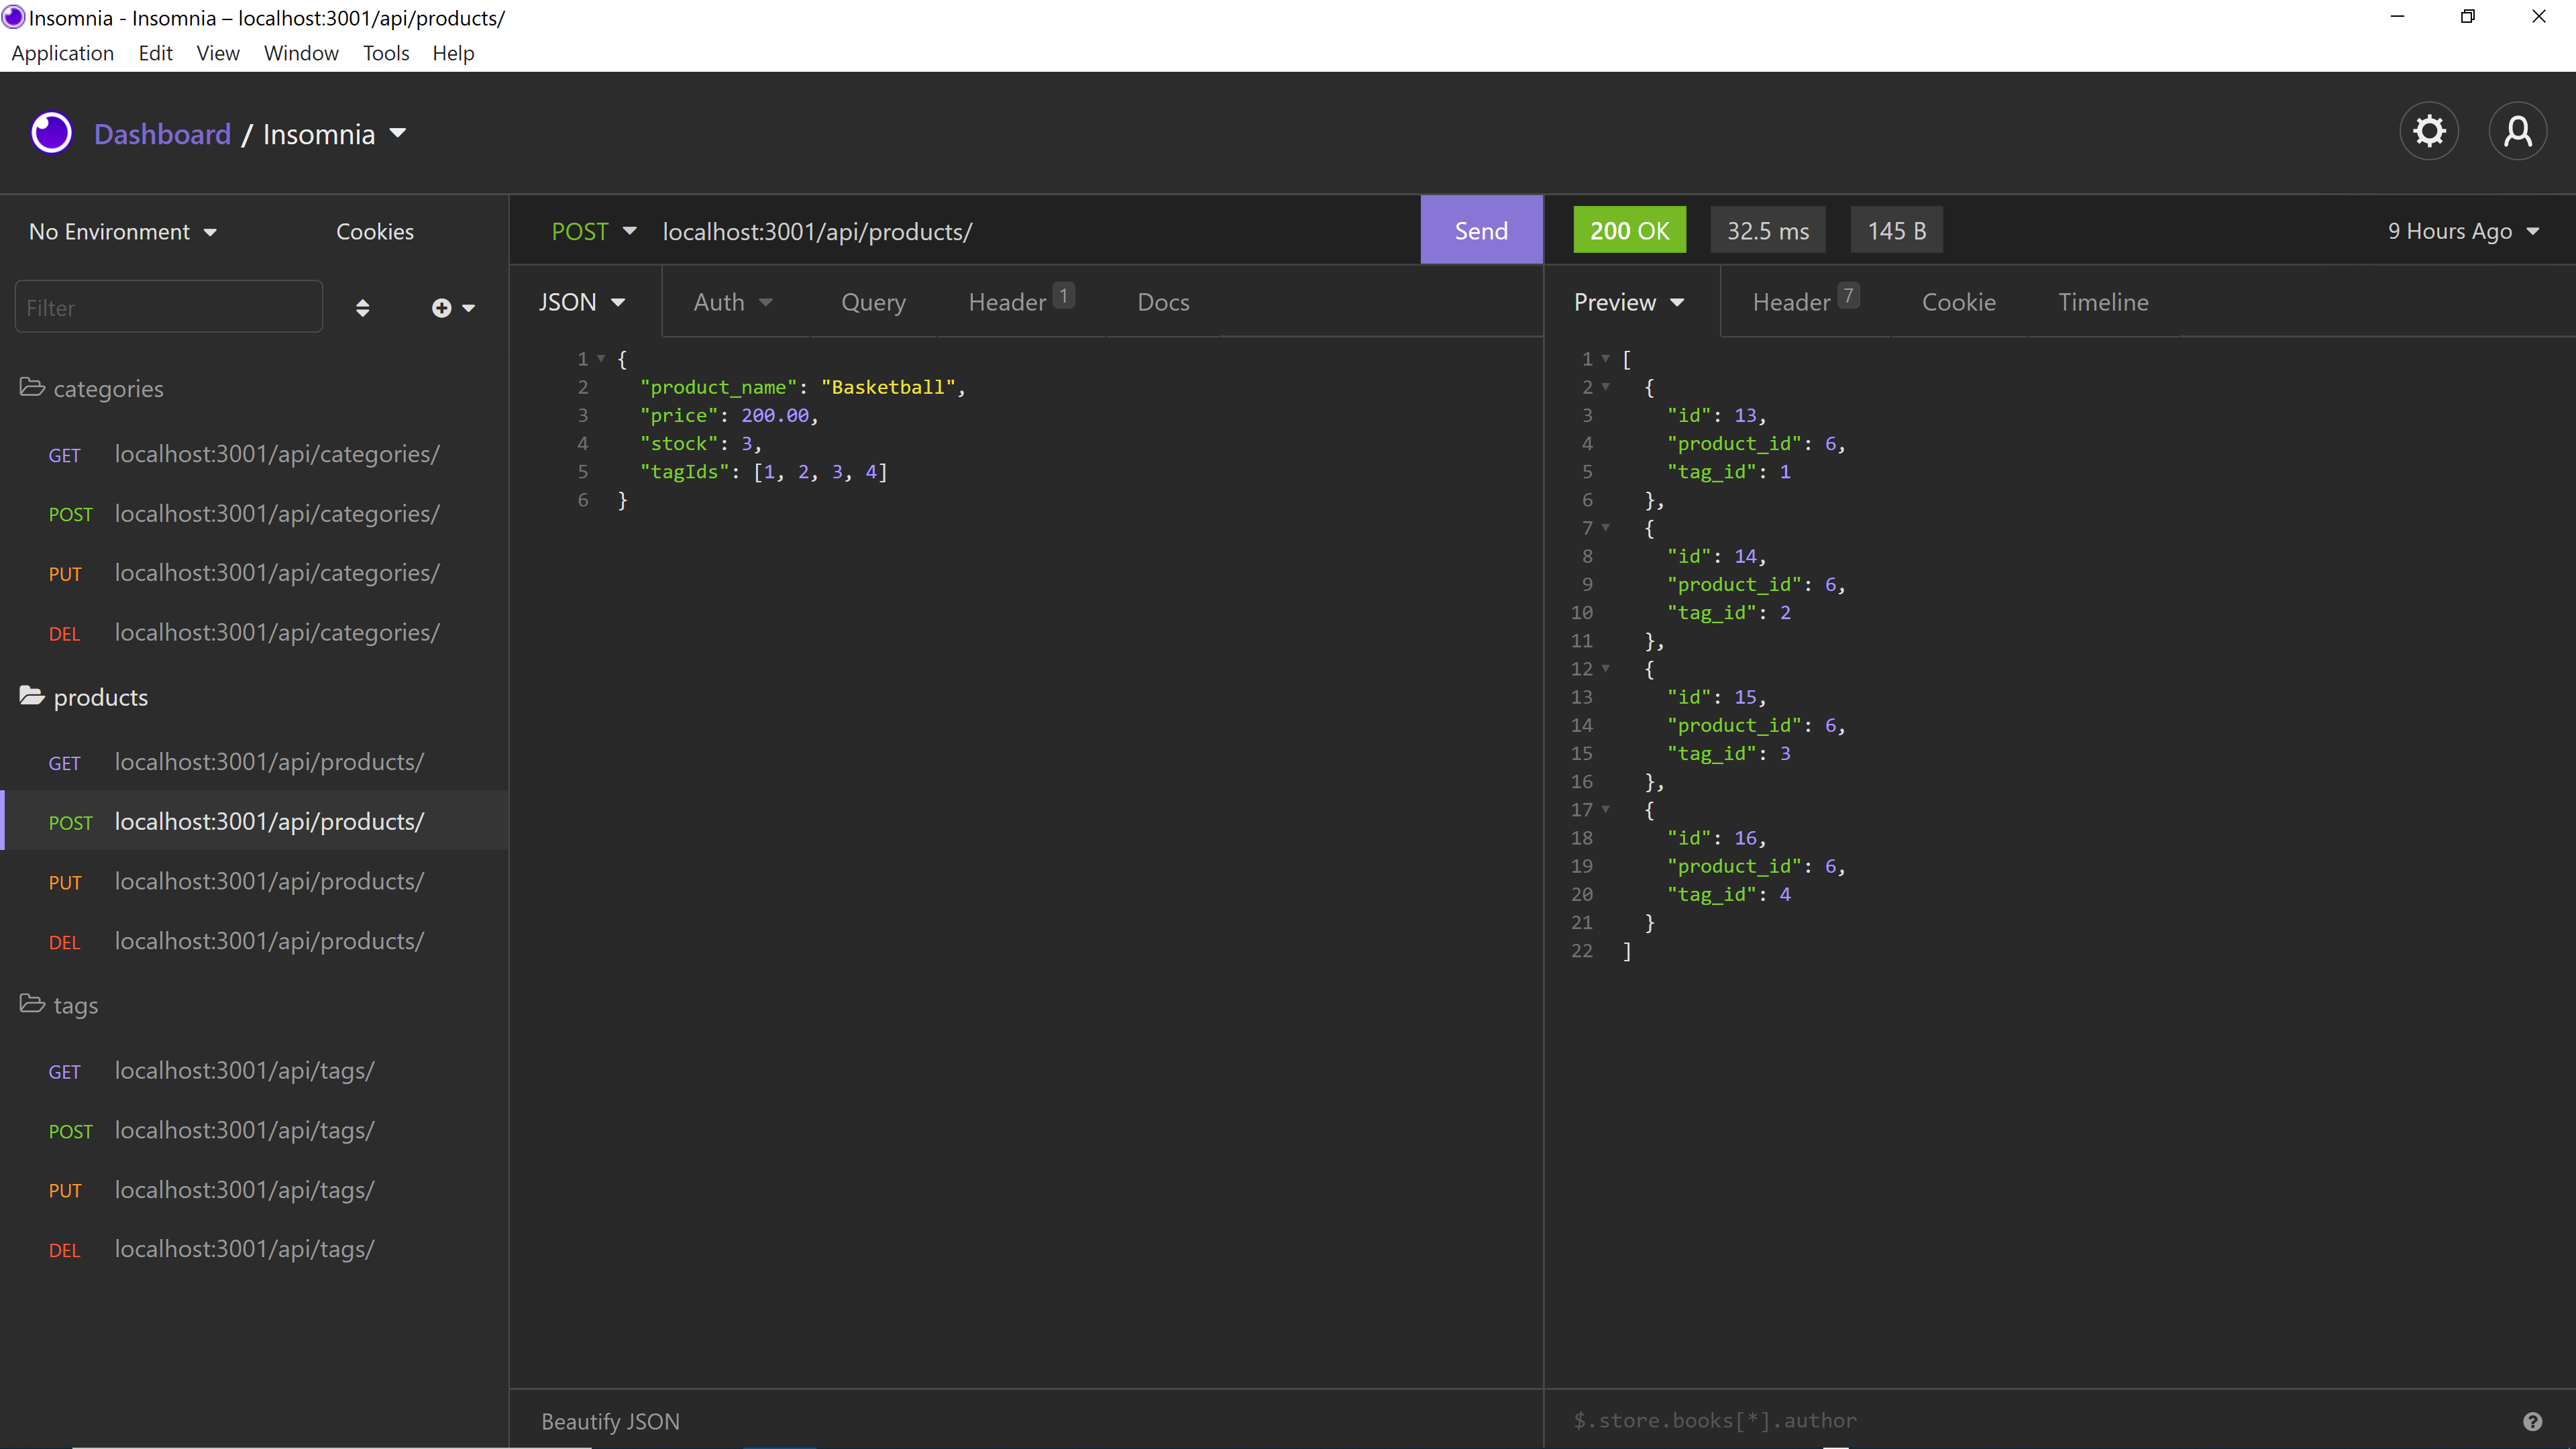 Insomnia - Insomnia – localhost:3001/api/products/
Application Edit View Window Tools Help
Dashboard / Insomnia
No Environment Cookies
Filter
categories
GET localhost:3001/api/categories/
POST localhost:3001/api/categories/
PUT localhost:3001/api/categories/
DEL localhost:3001/api/categories/
products
GET localhost:3001/api/products/
POST localhost:3001/api/products/
PUT localhost:3001/api/products/
DEL localhost:3001/api/products/
tags
GET localhost:3001/api/tags/
POST localhost:3001/api/tags/
PUT localhost:3001/api/tags/
DEL localhost:3001/api/tags/
POST localhost:3001/api/products/ Send
JSON Auth Query Header 1 Docs
1 {
2 "product_name": "Basketball",
3 "price": 200.00,
4 "stock": 3,
5 "tagIds": [1, 2, 3, 4]
6 }
Beautify JSON
200 OK 32.5 ms 145 B 9 Hours Ago
Preview Header 7 Cookie Timeline
1 [
2 {
3 "id": 13,
4 "product_id": 6,
5 "tag_id": 1
6 },
7 {
8 "id": 14,
9 "product_id": 6,
10 "tag_id": 2
11 },
12 {
13 "id": 15,
14 "product_id": 6,
15 "tag_id": 3
16 },
17 {
18 "id": 16,
19 "product_id": 6,
20 "tag_id": 4
21 }
22 ]
$.store.books[*].author ?